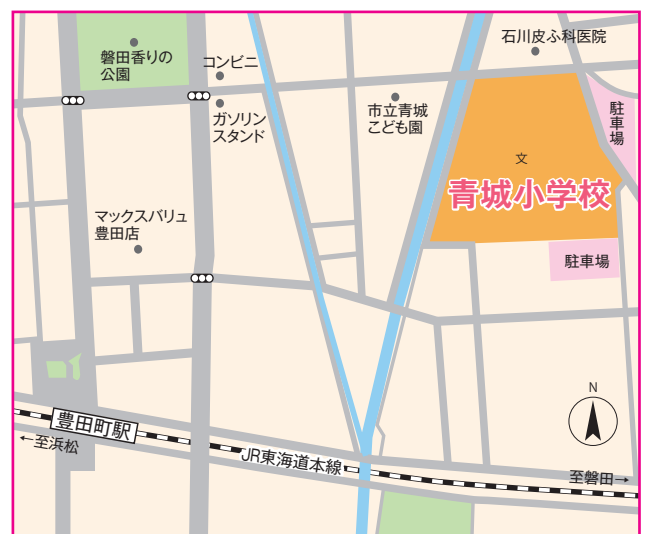 石川皮ふ科医院
磐田香りの
公園
コンビニ
ガソリン
スタンド
市立青城
こども園
駐車場
文
青城小学校
マックスバリュ
豊田店
駐車場
N
豊田町駅
←至浜松
JR東海道本線
至磐田→